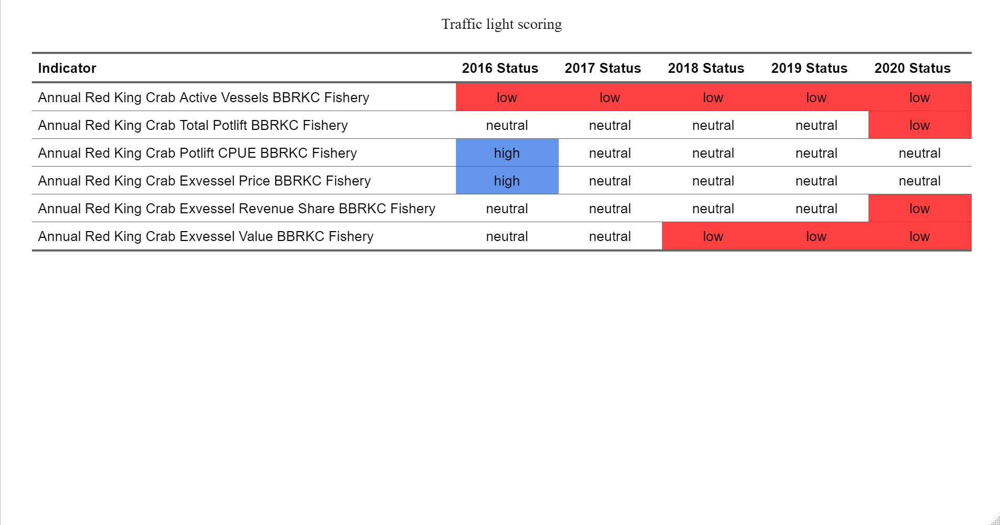 Traffic light scoring
Indicator 2016 Status 2017 Status 2018 Status 2019 Status 2020 Status
Annual Red King Crab Active Vessels BBRKC Fishery low low low low low
Annual Red King Crab Total Potlift BBRKC Fishery neutral neutral neutral neutral low
Annual Red King Crab Potlift CPUE BBRKC Fishery high neutral neutral neutral neutral
Annual Red King Crab Exvessel Price BBRKC Fishery high neutral neutral neutral neutral
Annual Red King Crab Exvessel Revenue Share BBRKC Fishery neutral neutral neutral neutral low
Annual Red King Crab Exvessel Value BBRKC Fishery neutral neutral low low low